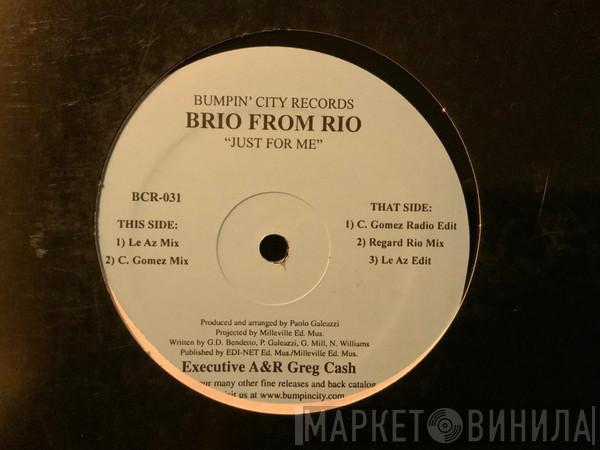 BUMPIN' CITY RECORDS
BRIO FROM RIO
"JUST FOR ME"
BCR-031
THIS SIDE:
1) Le Az Mix
2) C. Gomez Mix
THAT SIDE:
1) C. Gomez Radio Edit
2) Regard Rio Mix
3) Le Az Edit
Produced and arranged by Paolo Galeazzi
Projected by Milleville Ed. Mus.
Written by G.D. Bendetto, P. Galeazzi, G. Mill, N. Williams
Published by EDI-NET Ed. Mus./Milleville Ed. Mus.
Executive A&R Greg Cash
many other fine releases and back catalog
us at www.bumpincity.com
МАРКЕТ ВИНИЛА